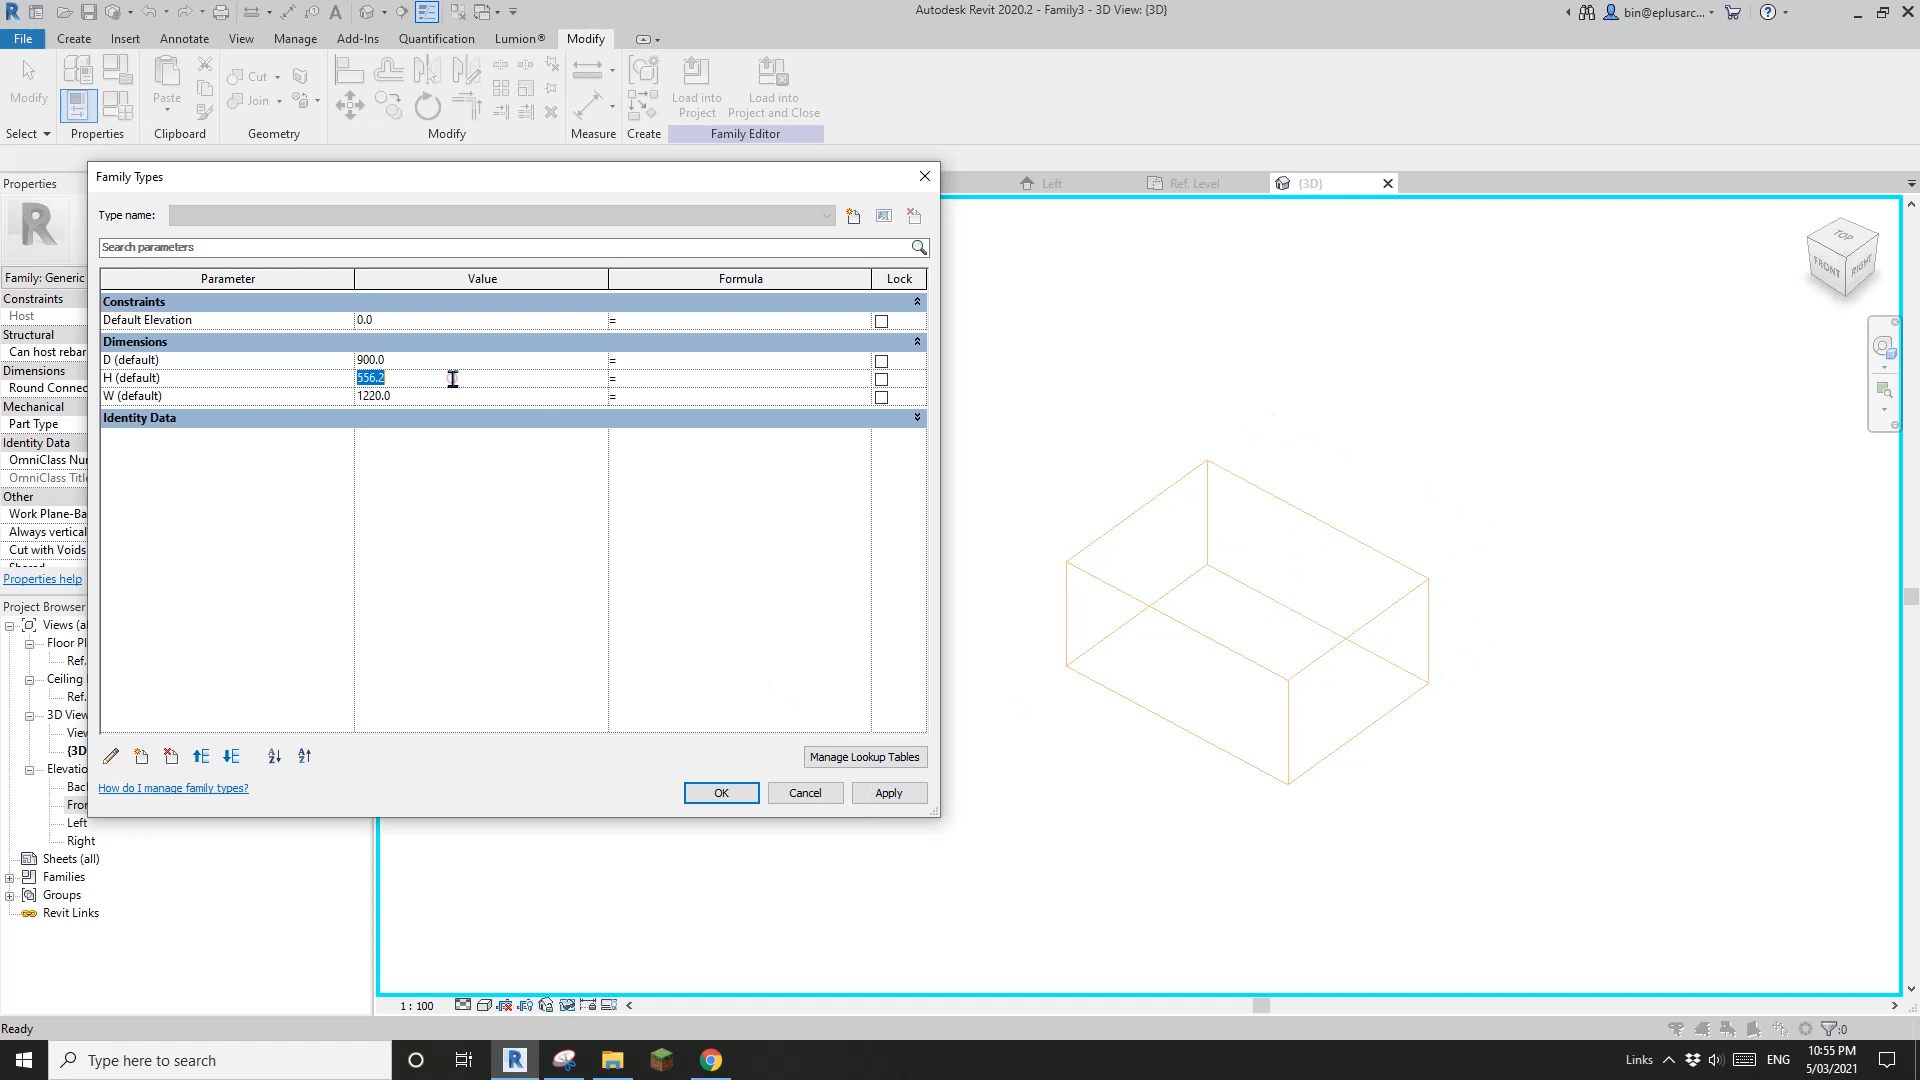 Autodesk Revit 2020.2 - Family3 - 3D View: {3D}
bin@eplusarc...
File Create Insert Annotate View Manage Add-Ins Quantification Lumion® Modify
Modify
Paste
Cut
Join
Load into Project
Load into Project and Close
Select Properties Clipboard Geometry Modify Measure Create Family Editor
Properties
Family: Generic
Constraints
Host
Structural
Can host rebar
Dimensions
Round Connec
Mechanical
Part Type
Identity Data
OmniClass Nu
OmniClass Title
Other
Work Plane-Ba
Always vertical
Cut with Voids
Shared
Properties help
Project Browser
Views (al
Floor Pl
Ref.
Ceiling
Ref.
3D View
View
{3D
Elevatio
Bac
Fron
Left
Right
Sheets (all)
Families
Groups
Revit Links
Family Types
Type name:
Search parameters
Parameter Value Formula Lock
Constraints
Default Elevation 0.0 =
Dimensions
D (default) 900.0 =
H (default) 556.2 =
W (default) 1220.0 =
Identity Data
Manage Lookup Tables
How do I manage family types?
OK Cancel Apply
Left Ref. Level {3D}
TOP
FRONT RIGHT
1 : 100
Ready
:0
Type here to search
Links
ENG
10:55 PM
5/03/2021